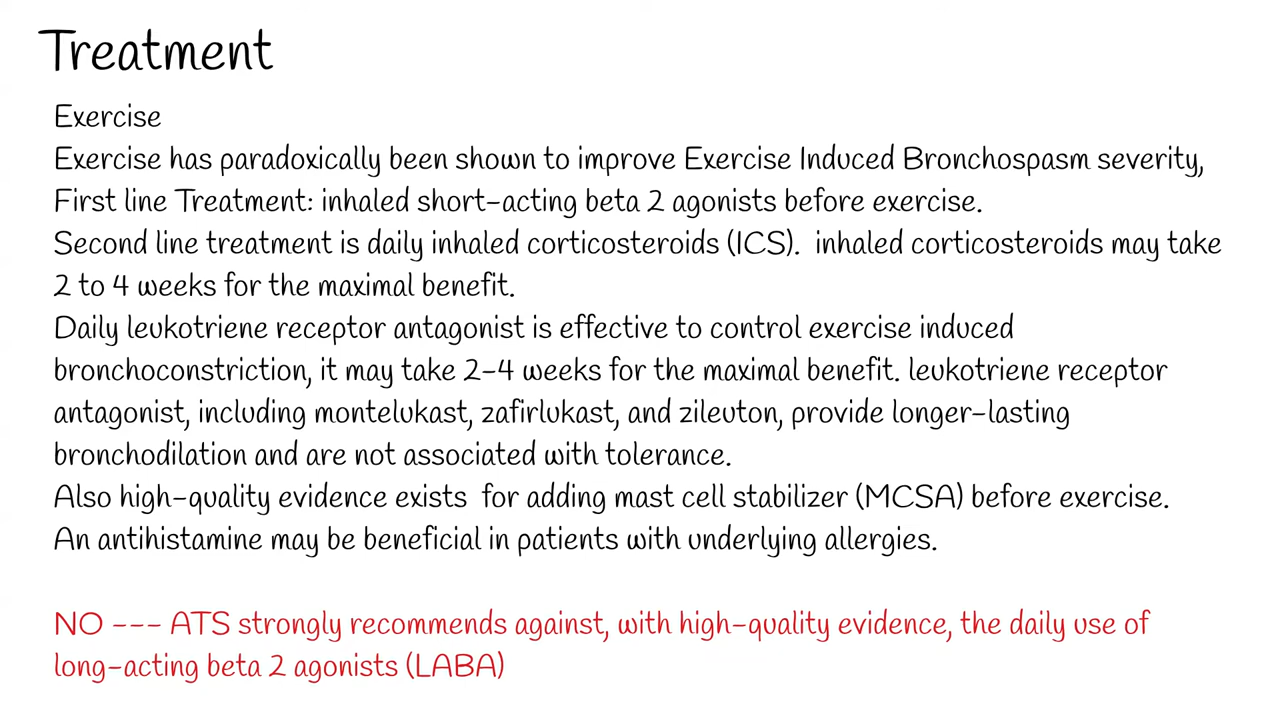 Treatment
Exercise
Exercise has paradoxically been shown to improve Exercise Induced Bronchospasm severity,
First line Treatment: inhaled short-acting beta 2 agonists before exercise.
Second line treatment is daily inhaled corticosteroids (ICS).  inhaled corticosteroids may take
2 to 4 weeks for the maximal benefit.
Daily leukotriene receptor antagonist is effective to control exercise induced
bronchoconstriction, it may take 2-4 weeks for the maximal benefit. leukotriene receptor
antagonist, including montelukast, zafirlukast, and zileuton, provide longer-lasting
bronchodilation and are not associated with tolerance.
Also high-quality evidence exists  for adding mast cell stabilizer (MCSA) before exercise.
An antihistamine may be beneficial in patients with underlying allergies.
NO --- ATS strongly recommends against, with high-quality evidence, the daily use of
long-acting beta 2 agonists (LABA)